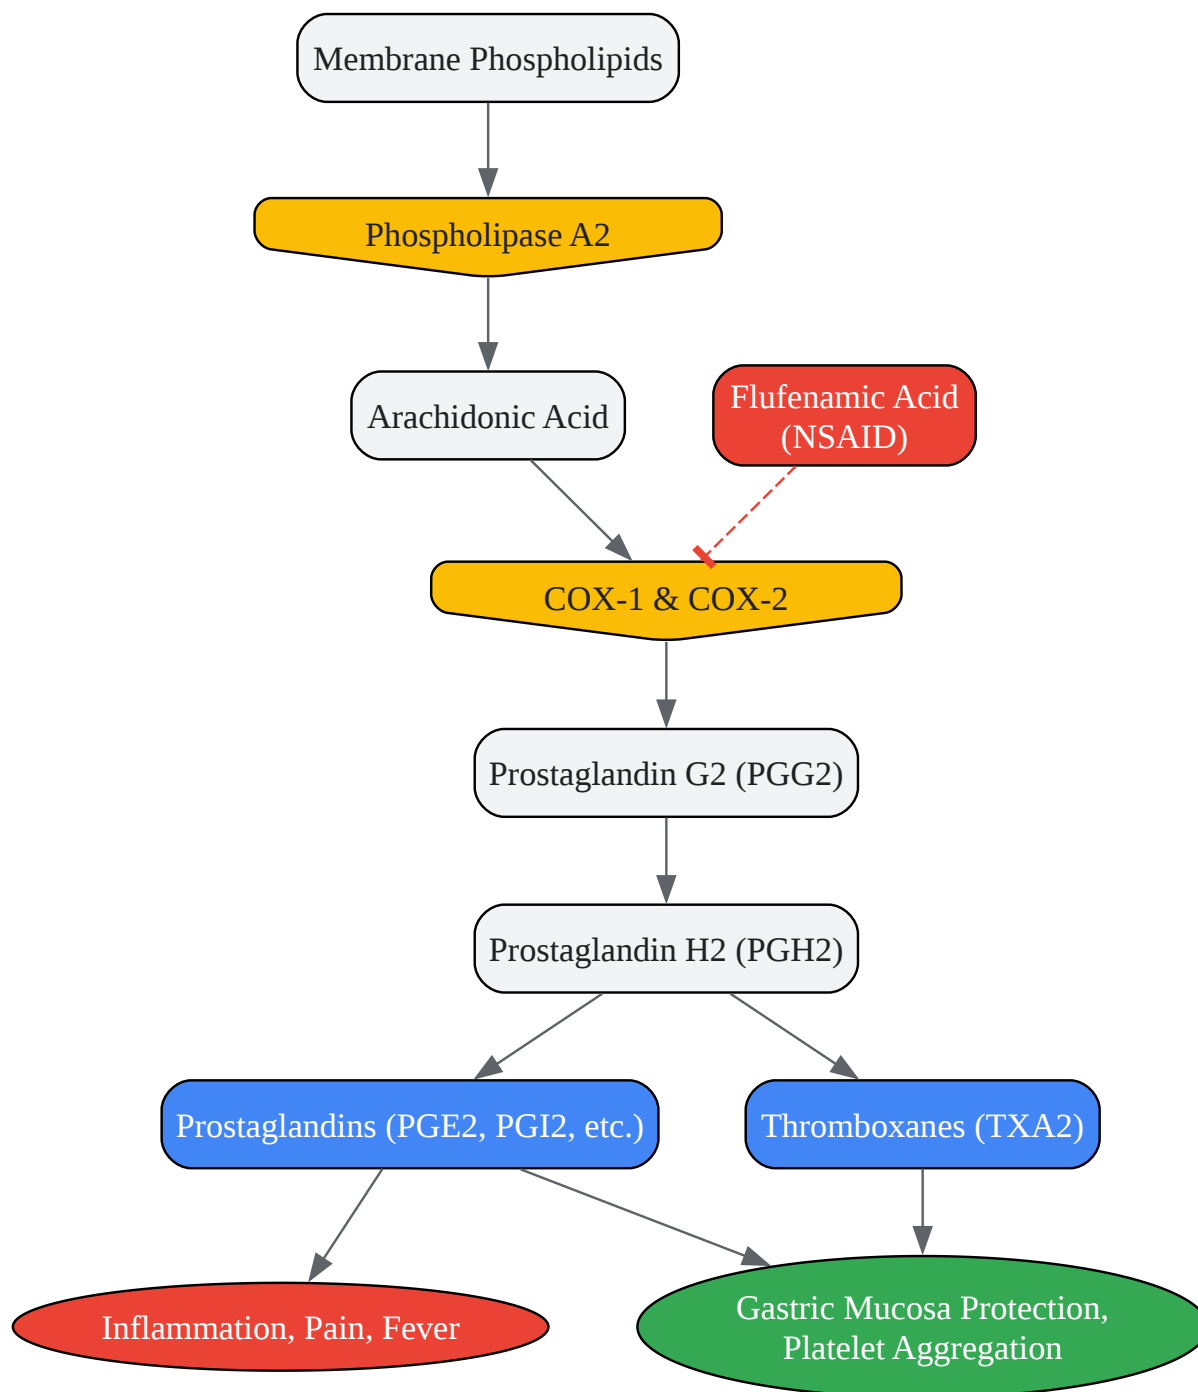 Membrane Phospholipids
Phospholipase A2
Arachidonic Acid
Flufenamic Acid
(NSAID)
COX-1 & COX-2
Prostaglandin G2 (PGG2)
Prostaglandin H2 (PGH2)
Prostaglandins (PGE2, PGI2, etc.)
Thromboxanes (TXA2)
Inflammation, Pain, Fever
Gastric Mucosa Protection,
Platelet Aggregation